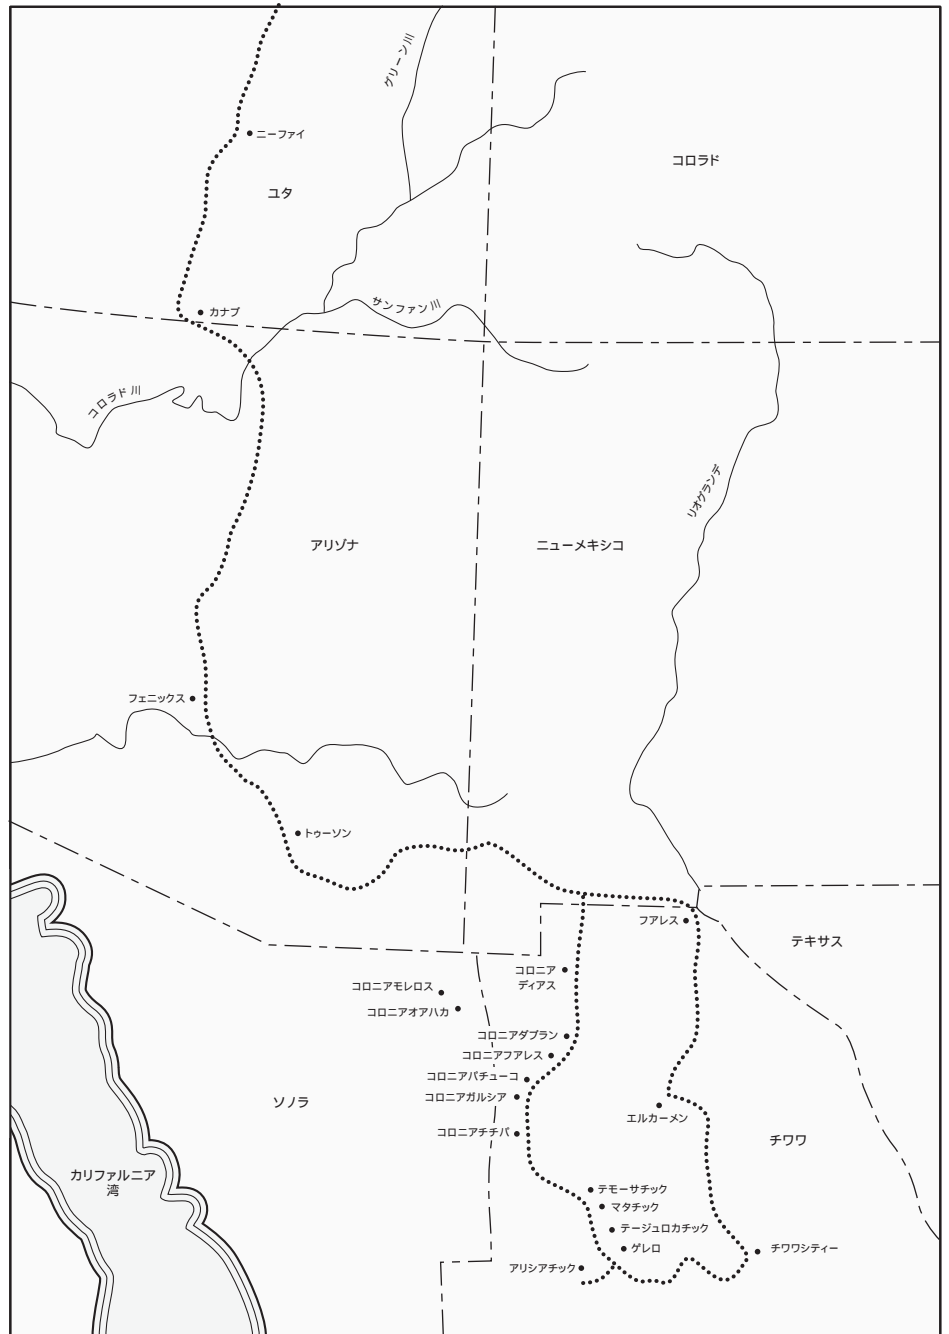 グリーン川
ニーファイ
コロラド
ユタ
サンファン川
カナブ
コロラド川
リオグランデ
アリゾナ
ニューメキシコ
フェニックス
トゥーソン
フアレス
テキサス
コロニア
ディアス
コロニアモレロス
コロニアオアハカ
コロニアダブラン
コロニアフアレス
コロニアパチューコ
コロニアガルシア
ソノラ
エルカーメン
コロニアチチパ
チワワ
カリファルニア
湾
テモーサチック
マタチック
テージュロカチック
ゲレロ
チワワシティー
アリシアチック